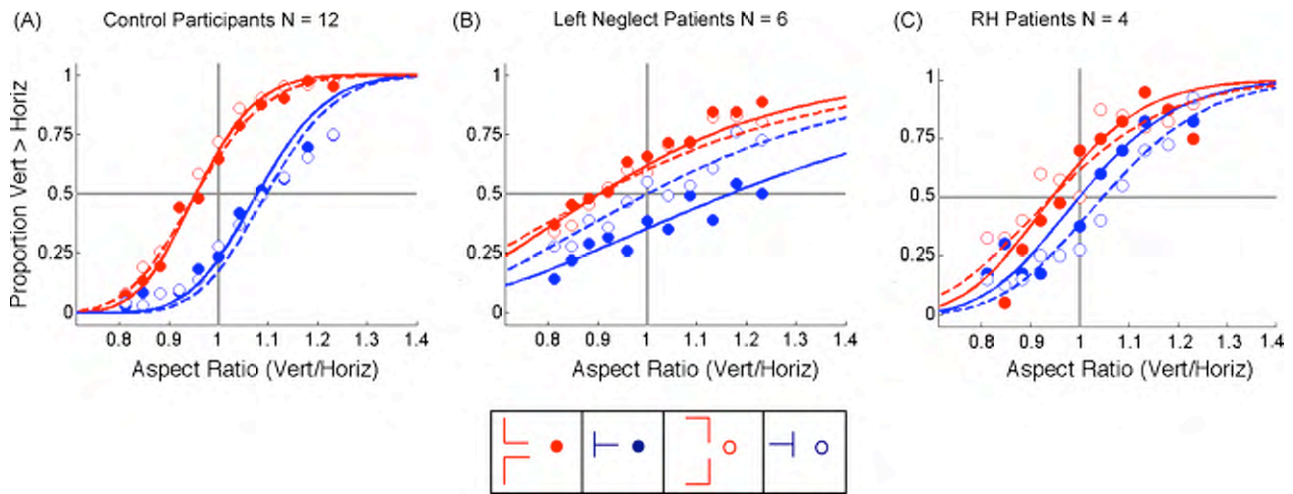 (A) Control Participants N = 12
(B) Left Neglect Patients N = 6
(C) RH Patients N = 4
Proportion Vert > Horiz
1
0.75
0.5
0.25
0
0.8 0.9 1 1.1 1.2 1.3 1.4
Aspect Ratio (Vert/Horiz)
1
0.75
0.5
0.25
0
0.8 0.9 1 1.1 1.2 1.3 1.4
Aspect Ratio (Vert/Horiz)
1
0.75
0.5
0.25
0
0.8 0.9 1 1.1 1.2 1.3 1.4
Aspect Ratio (Vert/Horiz)